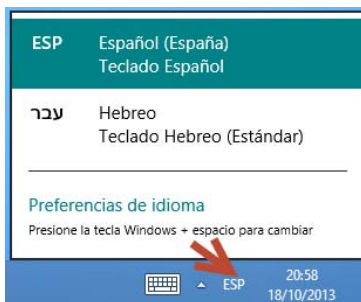 ESP Español (España)
Teclado Español
עבר Hebreo
Teclado Hebreo (Estándar)
Preferencias de idioma
Presione la tecla Windows + espacio para cambiar
ESP 20:58
18/10/2013